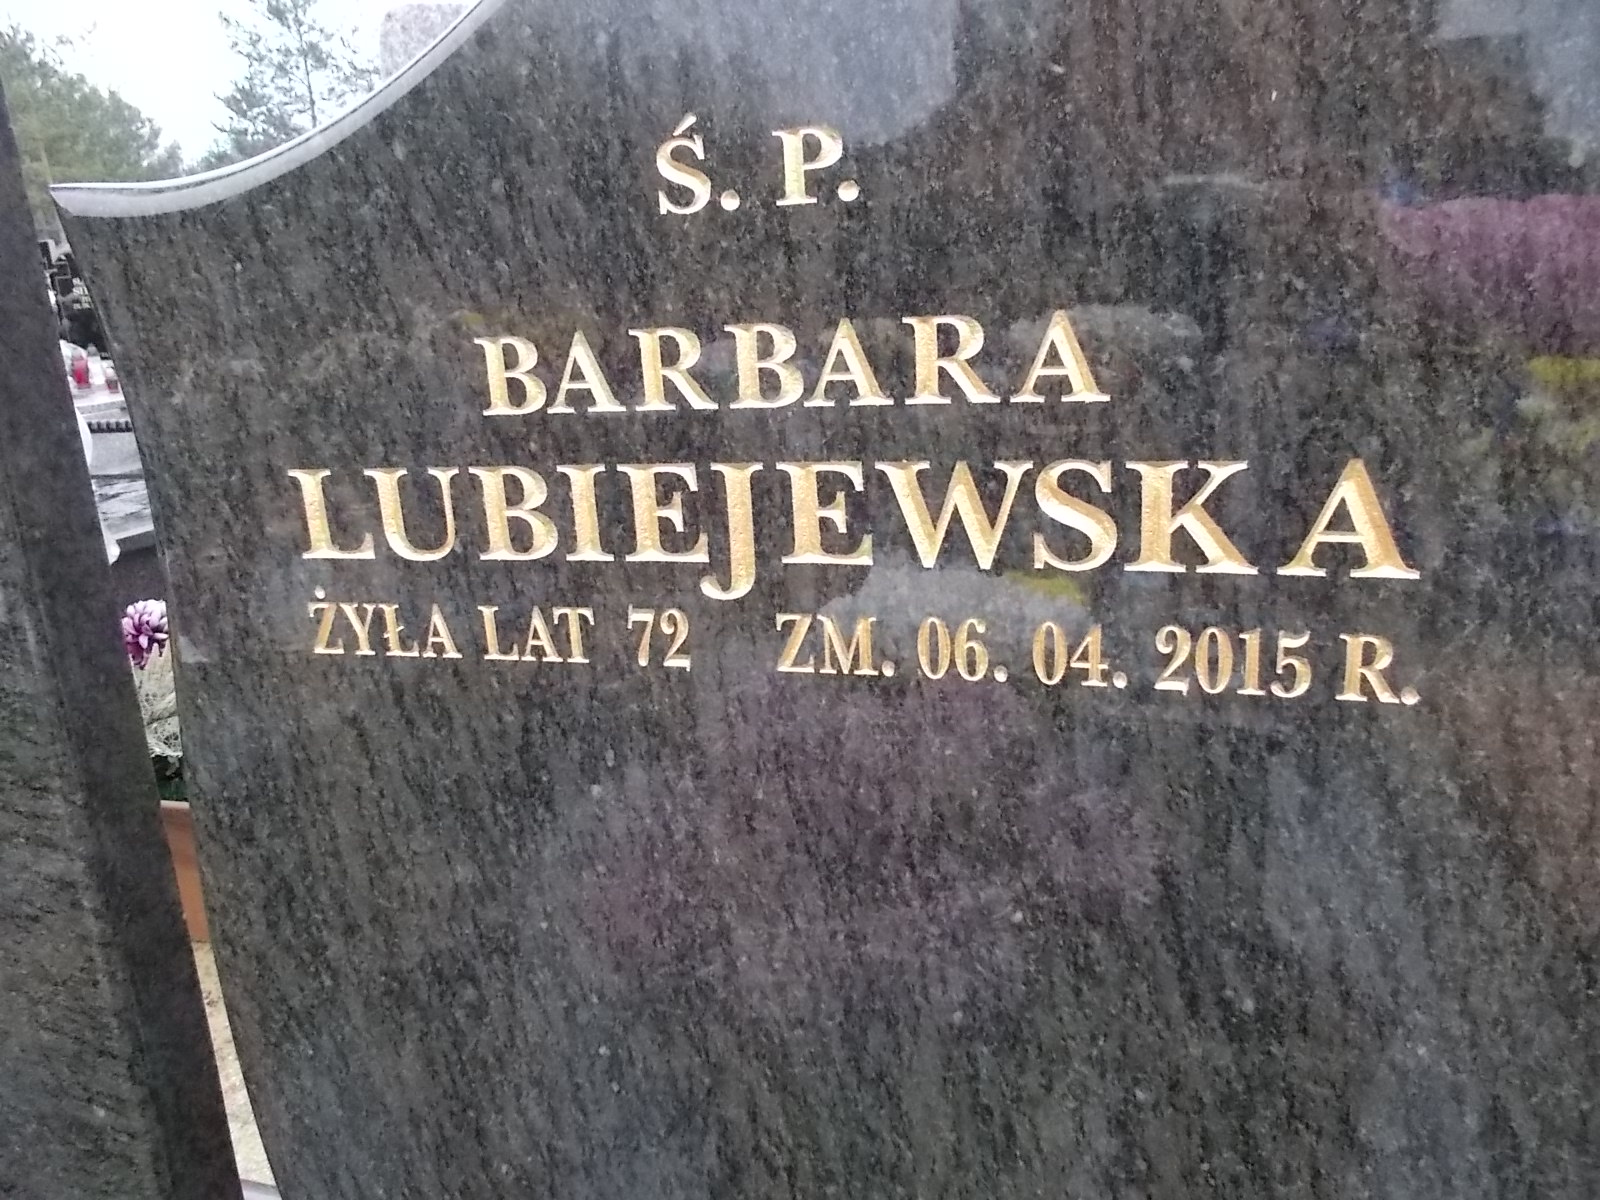 Ś. P.
BARBARA
LUBIEJEWSKA
ŻYŁA LAT 72 ZM. 06. 04. 2015 R.